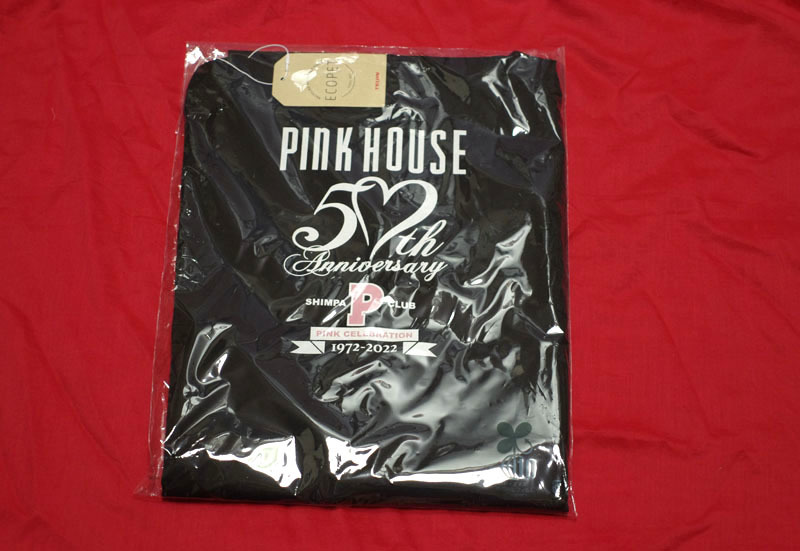 ECOPET
PINK HOUSE
50th
Anniversary
SHIMPA P CLUB
PINK CELEBRATION
1972-2022